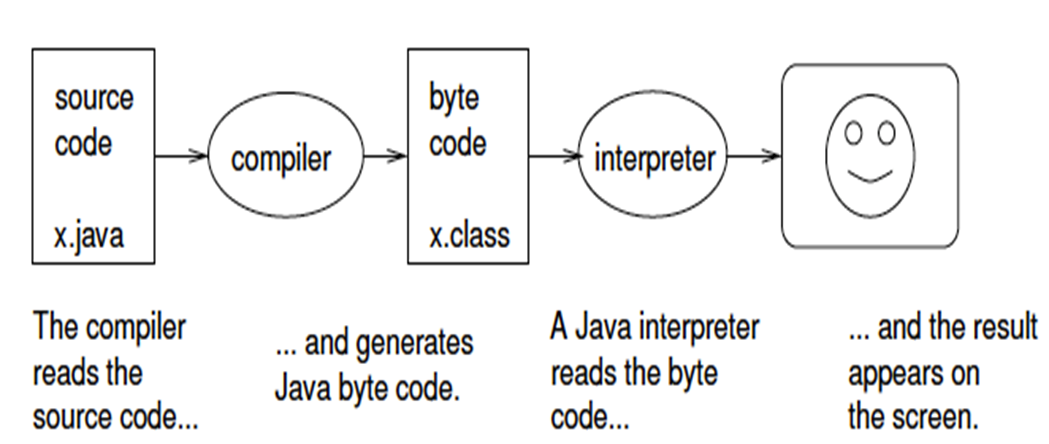 source
code
x.java
compiler
byte
code
x.class
interpreter
The compiler
reads the
source code...
... and generates
Java byte code.
A Java interpreter
reads the byte
code...
... and the result
appears on
the screen.